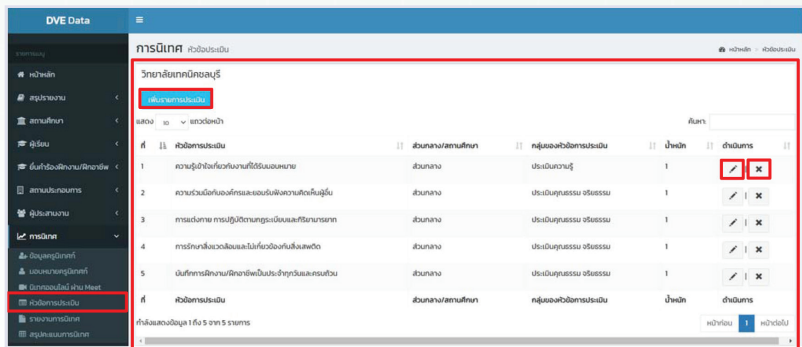 DVE Data
รายการเมนู
หน้าหลัก
สรุปรายงาน
สถานศึกษา
ผู้เรียน
ยื่นคำร้องฝึกงาน/ฝึกอาชีพ
สถานประกอบการ
ผู้ประสานงาน
การนิเทศ
ข้อมูลครูนิเทศก์
มอบหมายครูนิเทศก์
นิเทศออนไลน์ ผ่าน Meet
หัวข้อการประเมิน
รายงานการนิเทศ
สรุปคะแนนการนิเทศ
การนิเทศ หัวข้อประเมิน
หน้าหลัก หัวข้อประเมิน
วิทยาลัยเทคนิคชลบุรี
เพิ่มรายการประเมิน
แสดง 10 แถวต่อหน้า ค้นหา:
ที่ หัวข้อการประเมิน ส่วนกลาง/สถานศึกษา กลุ่มของหัวข้อการประเมิน น้ำหนัก ดำเนินการ
1 ความรู้เข้าใจเกี่ยวกับงานที่ได้รับมอบหมาย ส่วนกลาง ประเมินความรู้ 1 |
2 ความร่วมมือกับองค์กรและยอมรับฟังความคิดเห็นผู้อื่น ส่วนกลาง ประเมินคุณธรรม จริยธรรม 1 |
3 การแต่งกาย การปฏิบัติตามกฎระเบียบและกิริยามารยาท ส่วนกลาง ประเมินคุณธรรม จริยธรรม 1 |
4 การรักษาสิ่งแวดล้อมและไม่เกี่ยวข้องกับสิ่งเสพติด ส่วนกลาง ประเมินคุณธรรม จริยธรรม 1 |
5 บันทึกการฝึกงาน/ฝึกอาชีพเป็นประจำทุกวันและครบถ้วน ส่วนกลาง ประเมินคุณธรรม จริยธรรม 1 |
ที่ หัวข้อการประเมิน ส่วนกลาง/สถานศึกษา กลุ่มของหัวข้อการประเมิน น้ำหนัก ดำเนินการ
กำลังแสดงข้อมูล 1 ถึง 5 จาก 5 รายการ หน้าก่อน 1 หน้าต่อไป